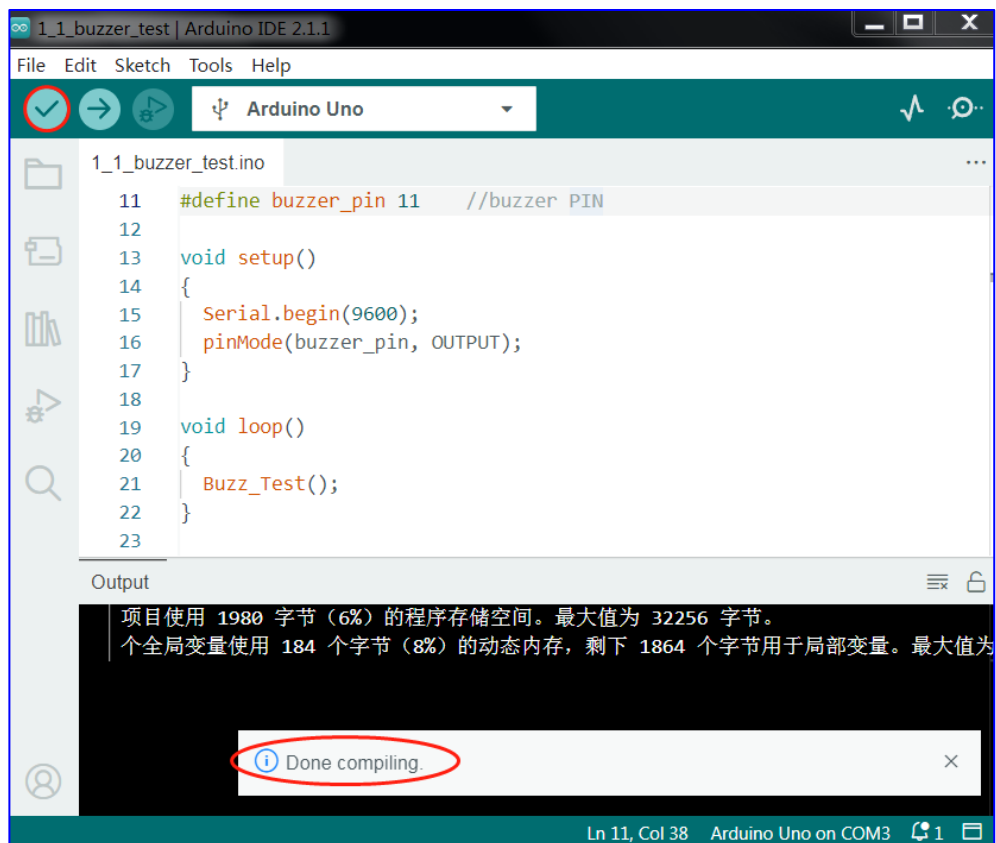 1_1_buzzer_test | Arduino IDE 2.1.1
File Edit Sketch Tools Help
Arduino Uno
1_1_buzzer_test.ino
11 #define buzzer_pin 11 //buzzer PIN
12
13 void setup()
14 {
15 Serial.begin(9600);
16 pinMode(buzzer_pin, OUTPUT);
17 }
18
19 void loop()
20 {
21 Buzz_Test();
22 }
23
Output
项目使用 1980 字节（6%）的程序存储空间。最大值为 32256 字节。
个全局变量使用 184 个字节（8%）的动态内存，剩下 1864 个字节用于局部变量。最大值为
Done compiling.
Ln 11, Col 38 Arduino Uno on COM3 1